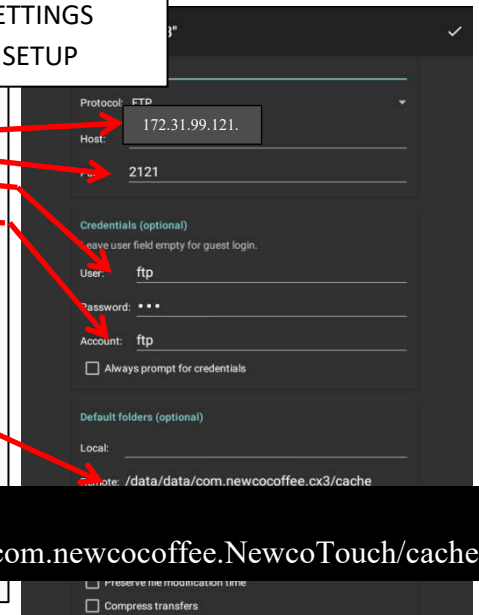 ETTINGS
SETUP
3"
Protocol: FTP
172.31.99.121.
Host:
2121
Credentials (optional)
Leave user field empty for guest login.
User: ftp
Password: •••
Account: ftp
Always prompt for credentials
Default folders (optional)
Local:
Remote: /data/data/com.newcocoffee.cx3/cache
com.newcocoffee.NewcoTouch/cache
Preserve file modification time
Compress transfers